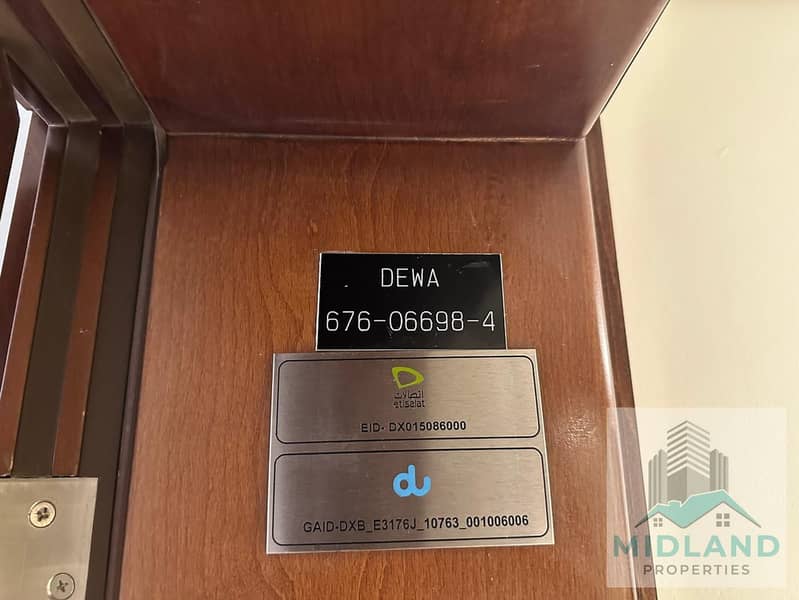 DEWA
676-06698-4
اتصالات
etisalat
EID- DX015086000
du
GAID-DXB_E3176J_10763_001006006
MIDLAND
PROPERTIES